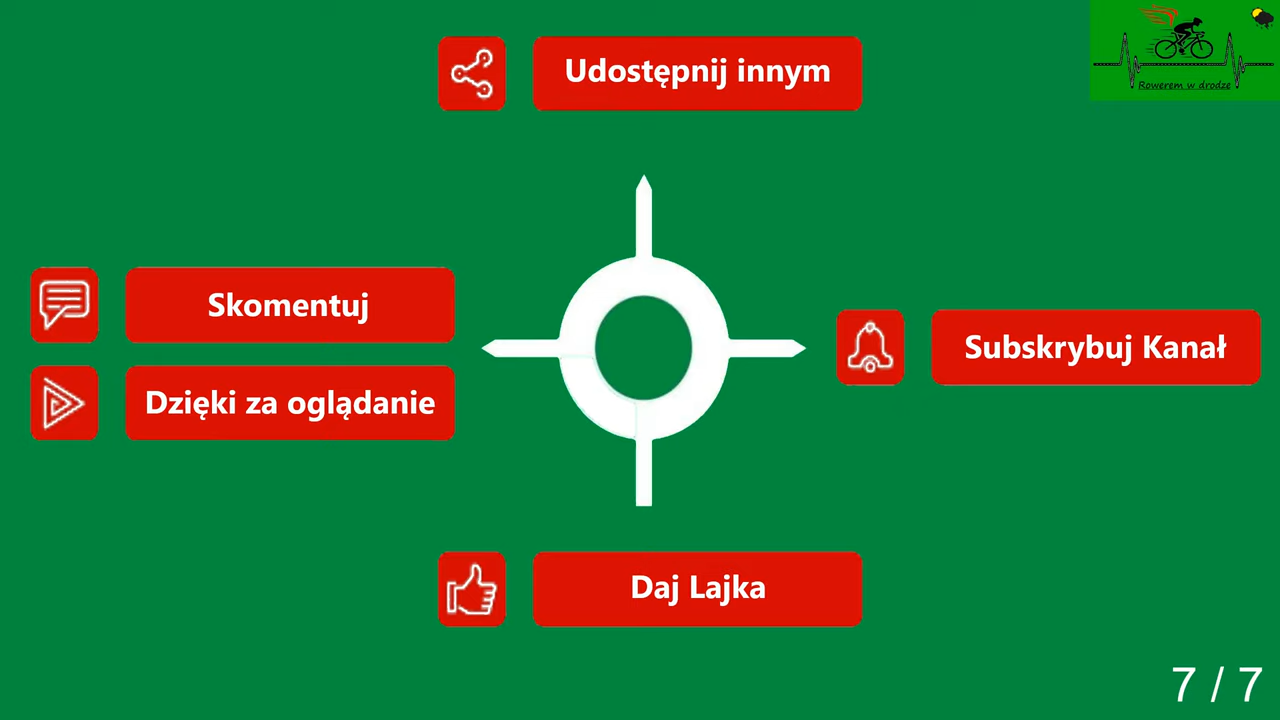 Udostępnij innym
Rowerem w drodze
Skomentuj
Dzięki za oglądanie
Subskrybuj Kanał
Daj Lajka
7 / 7